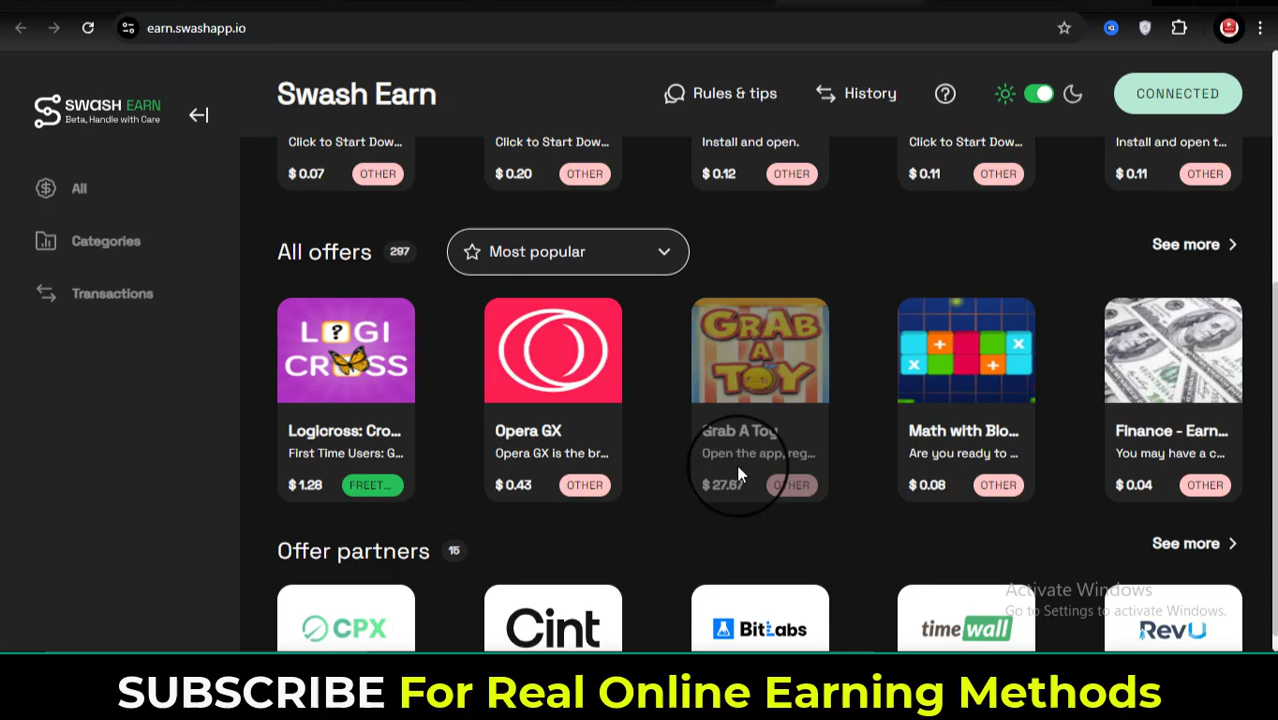 earn.swashapp.io
SWASH EARN
Beta, Handle with Care
Swash Earn
Rules & tips
History
CONNECTED
All
Categories
Transactions
Click to Start Dow...
$ 0.07 OTHER
Click to Start Dow...
$ 0.20 OTHER
Install and open.
$ 0.12 OTHER
Click to Start Dow...
$ 0.11 OTHER
Install and open t...
$ 0.11 OTHER
All offers 297
Most popular
See more
LOGI
CROSS
Logicross: Cro...
First Time Users: G...
$ 1.28 FREET...
Opera GX
Opera GX is the br...
$ 0.43 OTHER
GRAB
A
TOY
Grab A Toy
Open the app, reg...
$ 27.67 OTHER
Math with Blo...
Are you ready to ...
$ 0.08 OTHER
Finance - Earn...
You may have a c...
$ 0.04 OTHER
Offer partners 15
See more
CPX
Cint
BitLabs
timewall
RevU
Activate Windows
Go to Settings to activate Windows.
SUBSCRIBE For Real Online Earning Methods